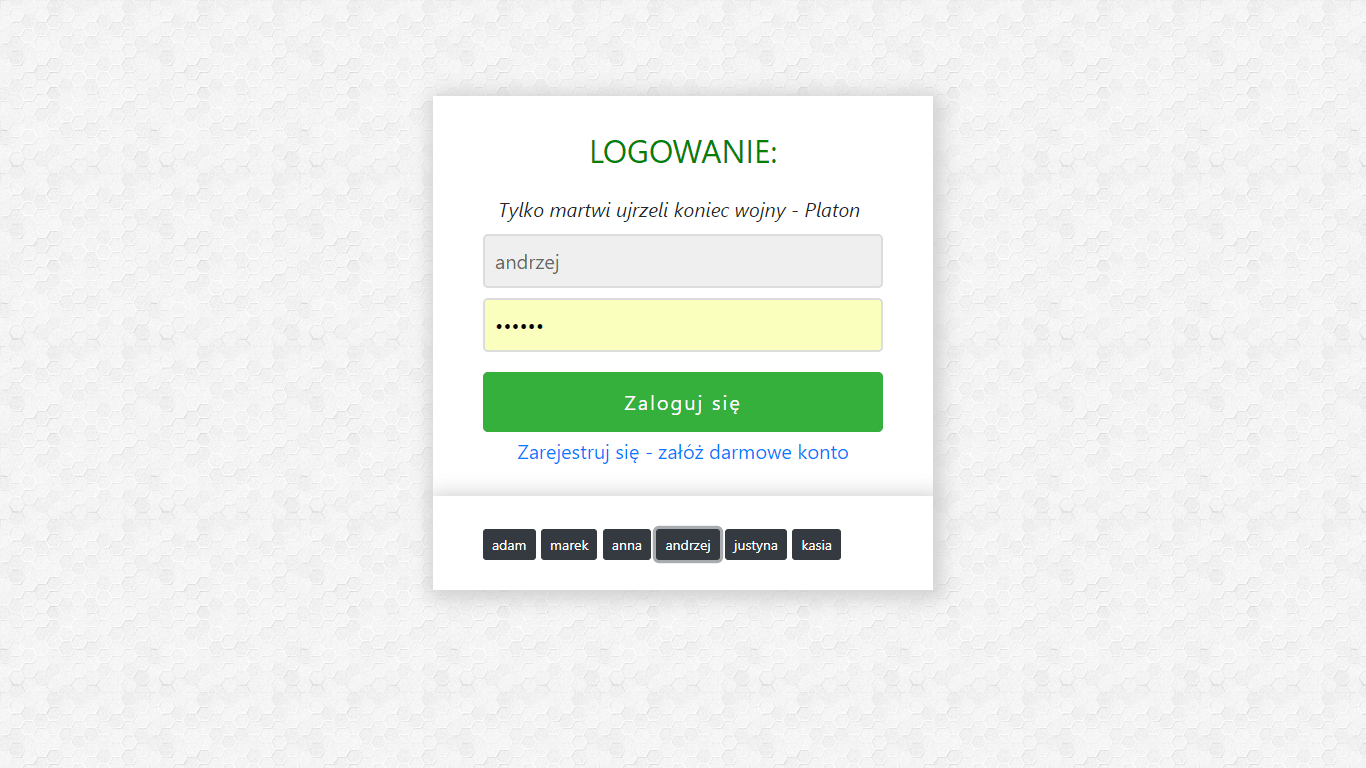 LOGOWANIE:
Tylko martwi ujrzeli koniec wojny - Platon
andrzej
••••••
Zaloguj się
Zarejestruj się - załóż darmowe konto
adam marek anna andrzej justyna kasia